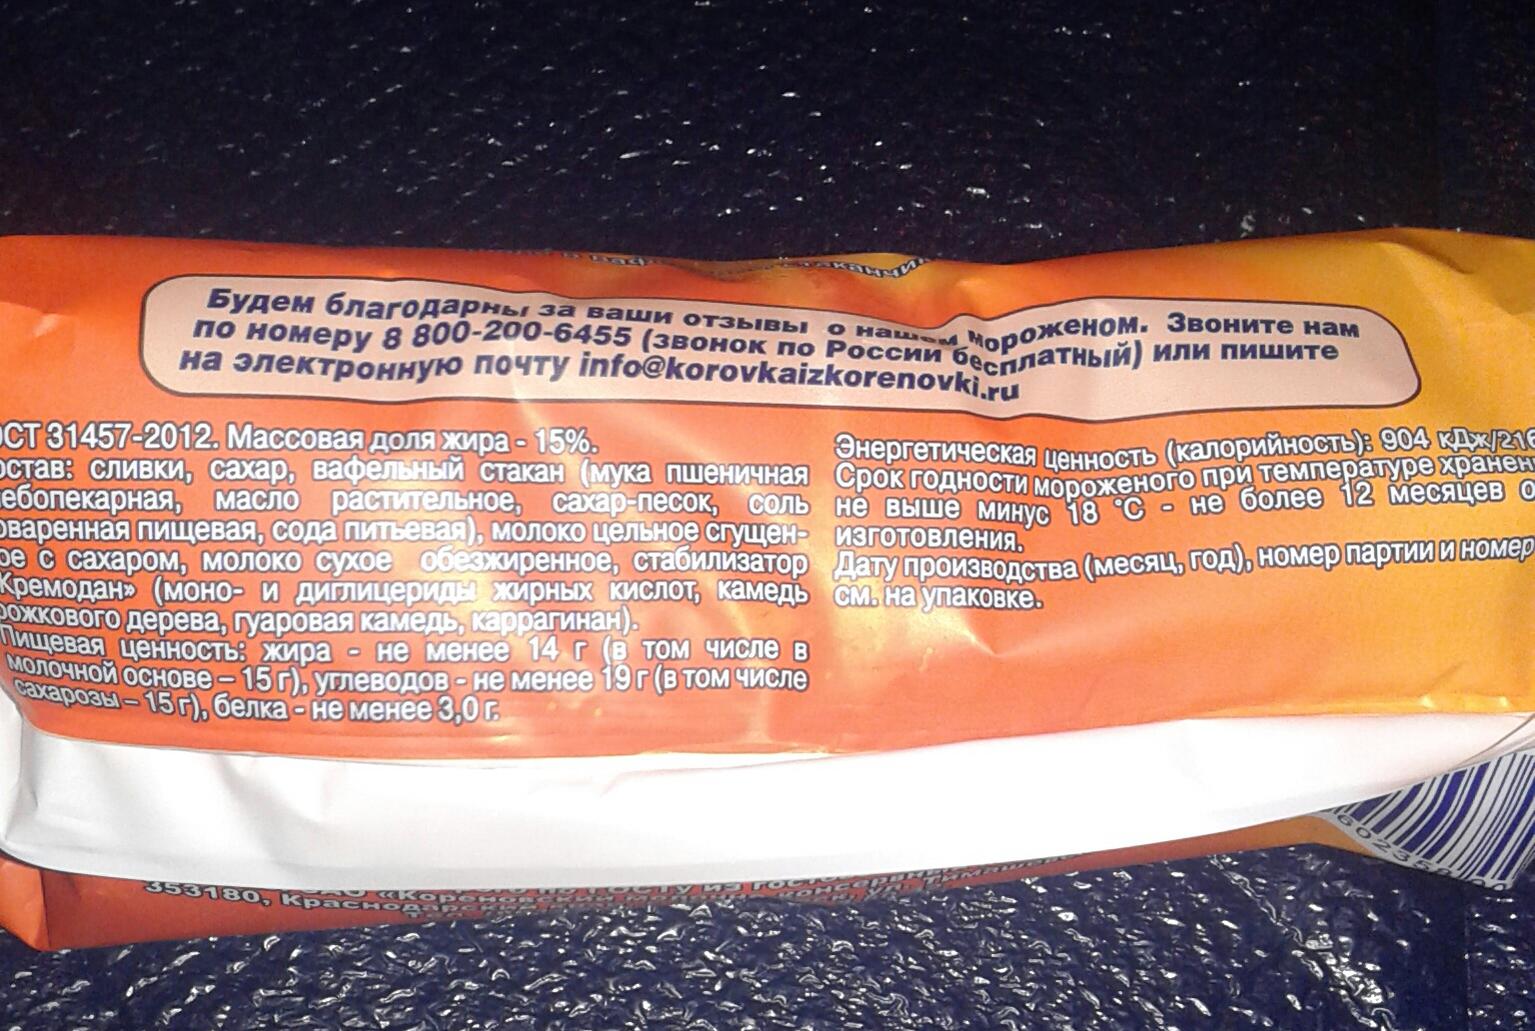 стаканчик
Будем благодарны за ваши отзывы о нашем мороженом. Звоните нам
по номеру 8 800-200-6455 (звонок по России бесплатный) или пишите
на электронную почту info@korovkaizkorenovki.ru
ОСТ 31457-2012. Массовая доля жира - 15%.
остав: сливки, сахар, вафельный стакан (мука пшеничная
ебопекарная, масло растительное, сахар-песок, соль
оваренная пищевая, сода питьевая), молоко цельное сгущен-
ое с сахаром, молоко сухое обезжиренное, стабилизатор
Кремодан» (моно- и диглицериды жирных кислот, камедь
рожкового дерева, гуаровая камедь, каррагинан).
Пищевая ценность: жира - не менее 14 г (в том числе в
молочной основе – 15 г), углеводов - не менее 19 г (в том числе
сахарозы – 15 г), белка - не менее 3,0 г.
Энергетическая ценность (калорийность): 904 кДж/216
Срок годности мороженого при температуре хранен
не выше минус 18 °С - не более 12 месяцев
изготовления.
Дату производства (месяц, год), номер партии и номер
см. на упаковке.
«Кореновский
353180, Краснодар